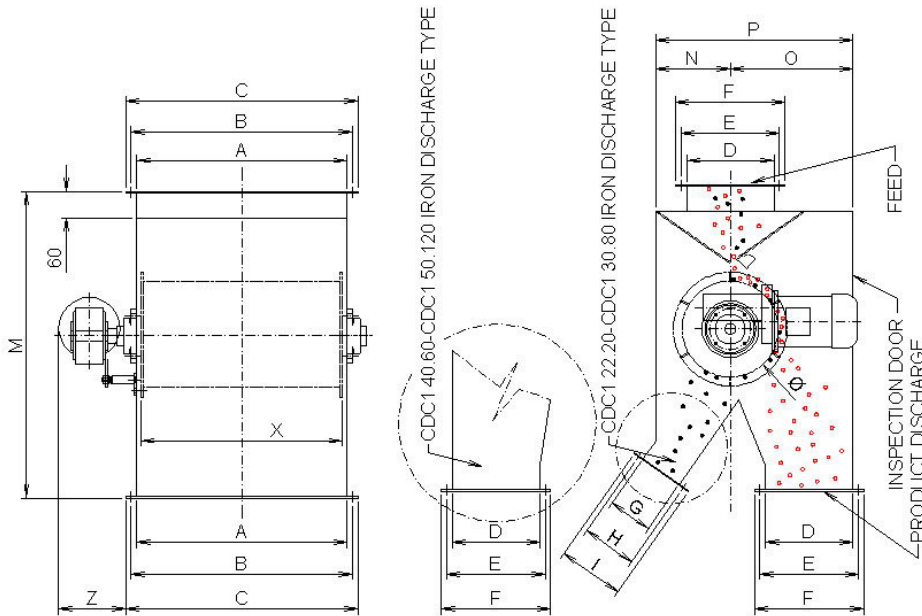 C
B
A
60
M
X
A
B
C
Z
CDC1 40.60-CDC1 50.120 IRON DISCHARGE TYPE
D
E
F
CDC1 22.20-CDC1 30.80 IRON DISCHARGE TYPE
P
N
O
F
E
D
FEED
Ø
INSPECTION DOOR
PRODUCT DISCHARGE
G
H
I
D
E
F